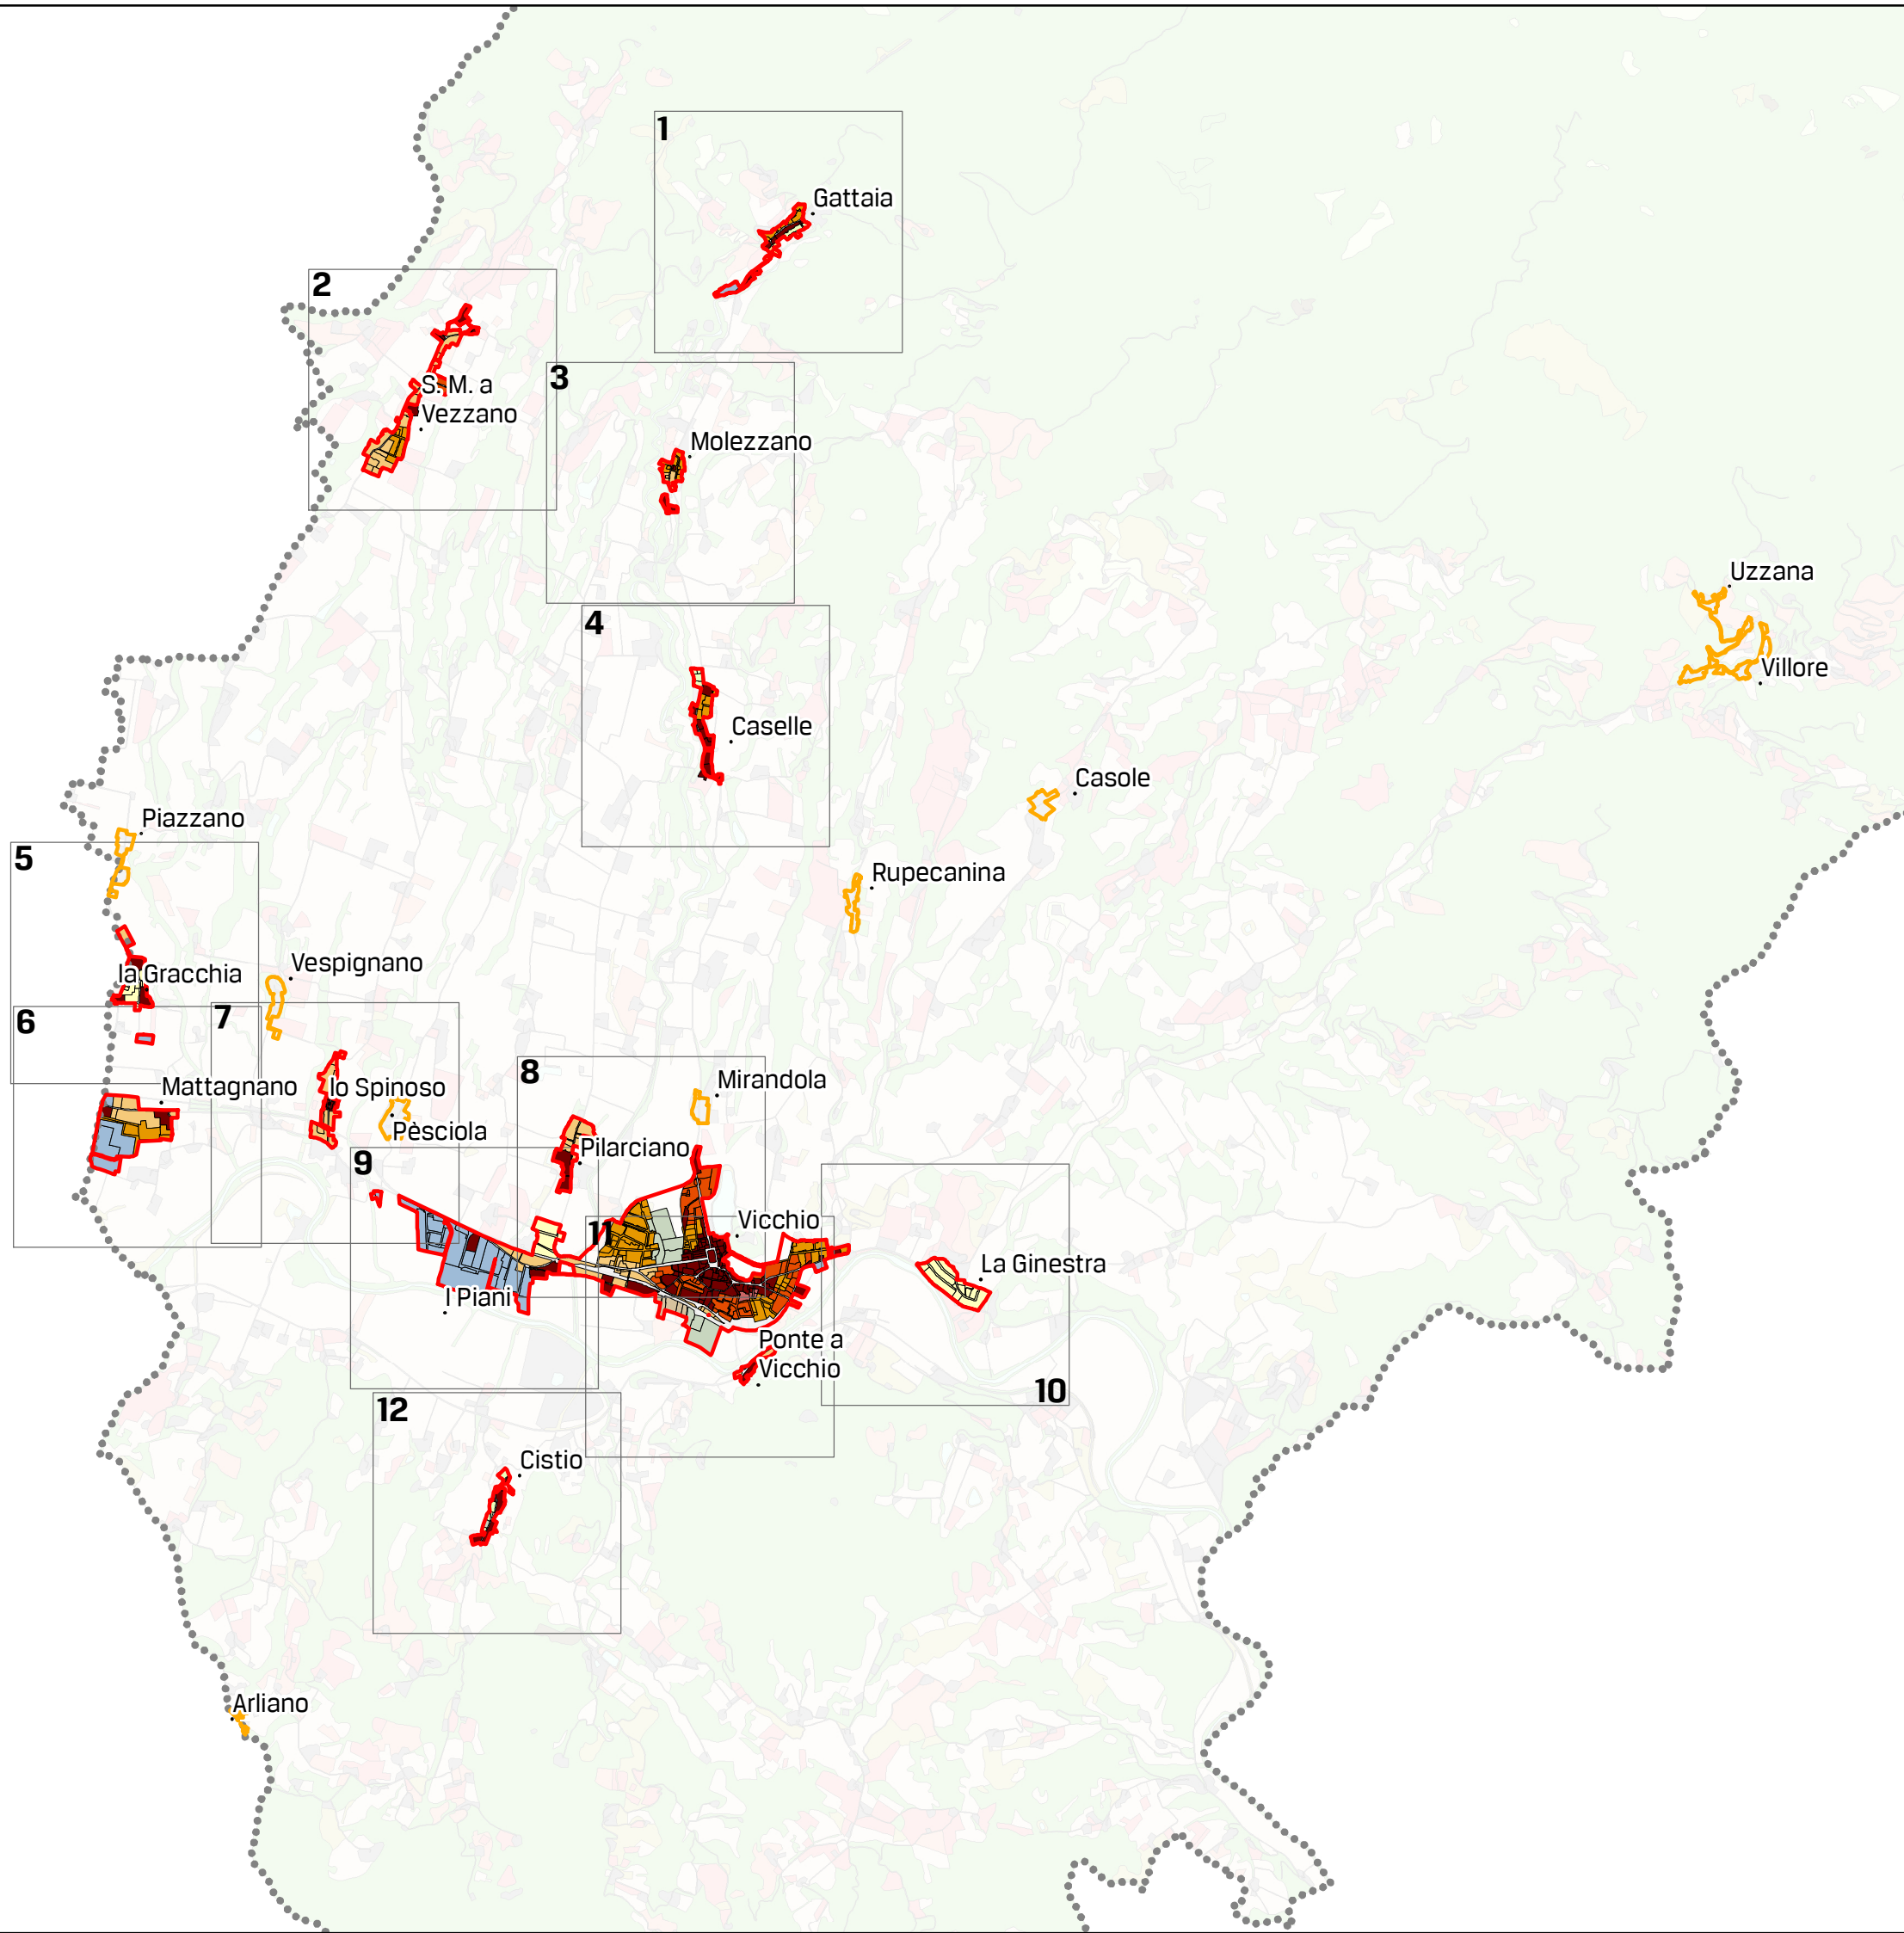 1
Gattaia
2
S. M. a
Vezzano
3
Molezzano
Uzzana
4
Villore
Caselle
Casole
Piazzano
5
Rupecanina
Vespignano
la Gracchia
6
7
8
Mirandola
Mattagnano
lo Spinoso
Pesciola
Pilarciano
9
11
Vicchio
La Ginestra
I Piani
Ponte a
Vicchio
10
12
Cistio
Arliano